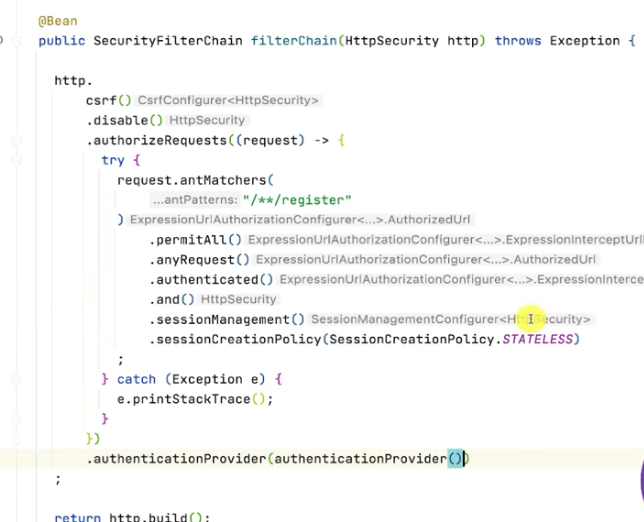 @Bean
public SecurityFilterChain filterChain(HttpSecurity http) throws Exception {
http.
csrf() CsrfConfigurer<HttpSecurity>
.disable() HttpSecurity
.authorizeRequests((request) -> {
try {
request.antMatchers(
...antPatterns: "/**/register"
) ExpressionUrlAuthorizationConfigurer<...>.AuthorizedUrl
.permitAll() ExpressionUrlAuthorizationConfigurer<...>.ExpressionInterceptUrl
.anyRequest() ExpressionUrlAuthorizationConfigurer<...>.AuthorizedUrl
.authenticated() ExpressionUrlAuthorizationConfigurer<...>.ExpressionInterce
.and() HttpSecurity
.sessionManagement() SessionManagementConfigurer<HttpSecurity>
.sessionCreationPolicy(SessionCreationPolicy.STATELESS)
;
} catch (Exception e) {
e.printStackTrace();
}
})
.authenticationProvider(authenticationProvider())
;
return http.build();